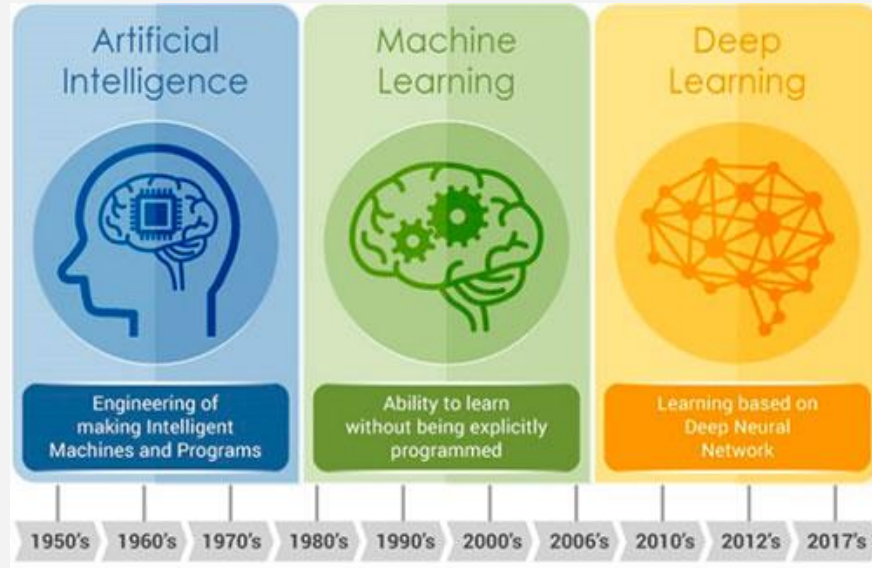 Artificial
Intelligence
Machine
Learning
Deep
Learning
Engineering of
making Intelligent
Machines and Programs
Ability to learn
without being explicitly
programmed
Learning based on
Deep Neural
Network
1950's
1960's
1970's
1980's
1990's
2000's
2006's
2010's
2012's
2017's